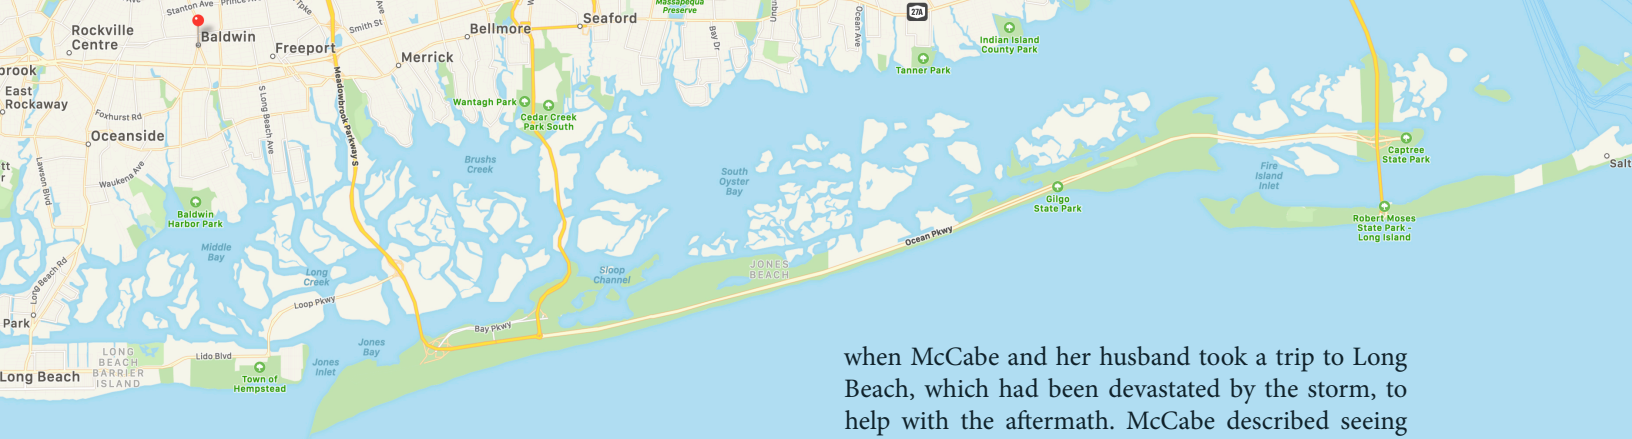 Stanton Ave
Rockville
Centre
Baldwin
Freeport
Smith St
Bellmore
Seaford
Massapequa
Preserve
Merrick
Bay Dr
Ocean Ave
27A
Indian Island
County Park
Tanner Park
East
Rockaway
Foxhurst Rd
Oceanside
S Long Beach Ave
Meadowbrook Parkway S
Wantagh Park
Cedar Creek
Park South
Lawson Blvd
Waukena Ave
Baldwin
Harbor Park
Brushs
Creek
South
Oyster
Bay
Gilgo
State Park
Fire
Island
Inlet
Captree
State Park
Salt
Robert Moses
State Park -
Long Island
Middle
Bay
Long
Creek
Sloop
Channel
JONES
BEACH
Ocean Pkwy
Long Beach Rd
Loop Pkwy
Park
Bay Pkwy
Jones
Bay
LONG
BEACH
BARRIER
ISLAND
Lido Blvd
Jones
Inlet
Long Beach
Town of
Hempstead
when McCabe and her husband took a trip to Long
Beach, which had been devastated by the storm, to
help with the aftermath. McCabe described seeing